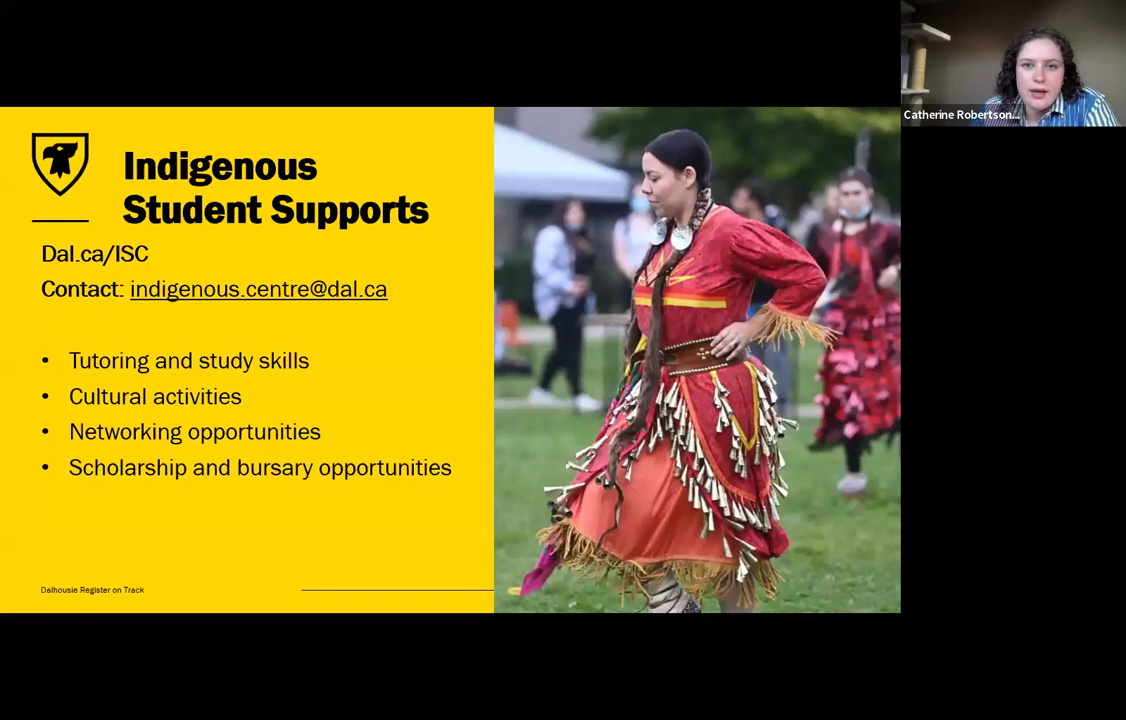 Indigenous
Student Supports
Dal.ca/ISC
Contact: indigenous.centre@dal.ca
• Tutoring and study skills
• Cultural activities
• Networking opportunities
• Scholarship and bursary opportunities
Dalhousie Register on Track
Catherine Robertson...